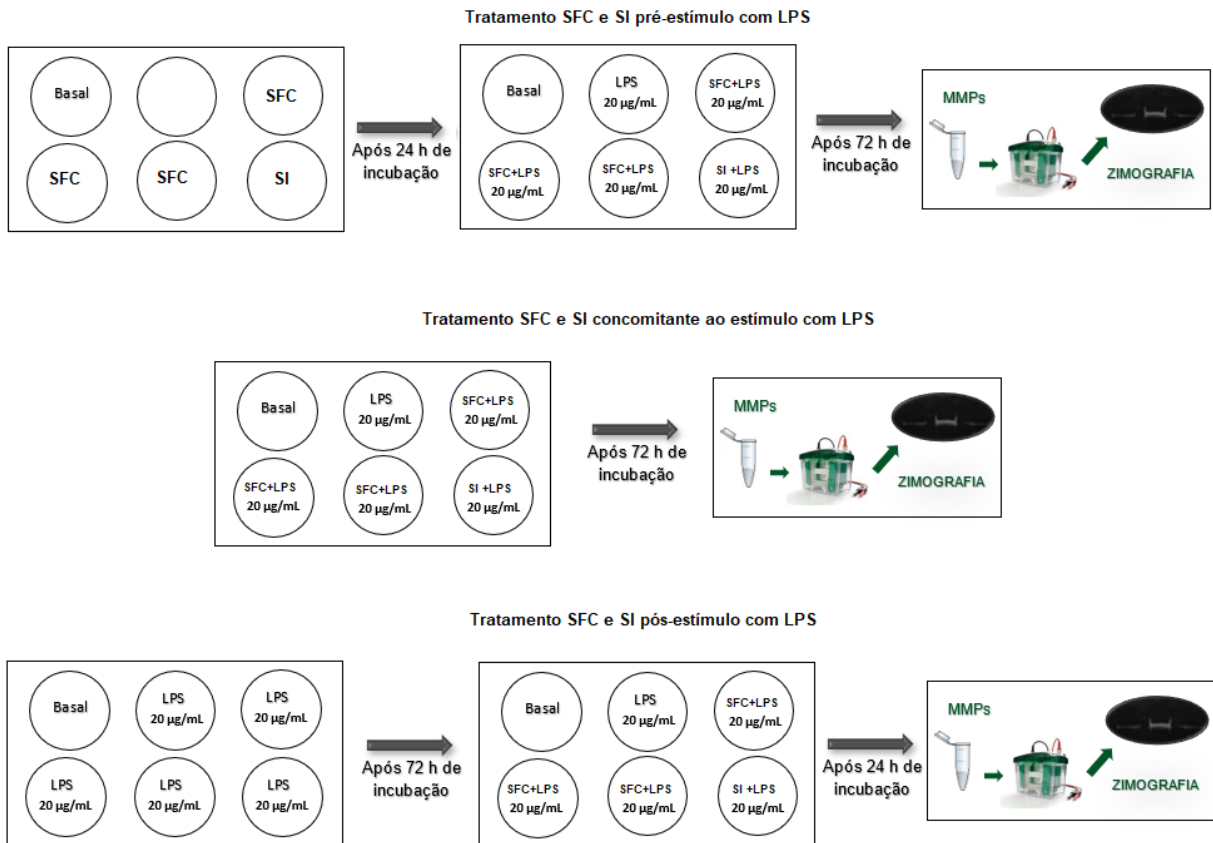 Tratamento SFC e SI pré-estímulo com LPS
Basal
SFC
SFC
SFC
SI
Após 24 h de
incubação
Basal
LPS
20 µg/mL
SFC+LPS
20 µg/mL
SFC+LPS
20 µg/mL
SFC+LPS
20 µg/mL
SI +LPS
20 µg/mL
Após 72 h de
incubação
MMPs
ZIMOGRAFIA
Tratamento SFC e SI concomitante ao estímulo com LPS
Basal
LPS
20 µg/mL
SFC+LPS
20 µg/mL
SFC+LPS
20 µg/mL
SFC+LPS
20 µg/mL
SI +LPS
20 µg/mL
Após 72 h de
incubação
MMPs
ZIMOGRAFIA
Tratamento SFC e SI pós-estímulo com LPS
Basal
LPS
20 µg/mL
LPS
20 µg/mL
LPS
20 µg/mL
LPS
20 µg/mL
LPS
20 µg/mL
Após 72 h de
incubação
Basal
LPS
20 µg/mL
SFC+LPS
20 µg/mL
SFC+LPS
20 µg/mL
SFC+LPS
20 µg/mL
SI +LPS
20 µg/mL
Após 24 h de
incubação
MMPs
ZIMOGRAFIA